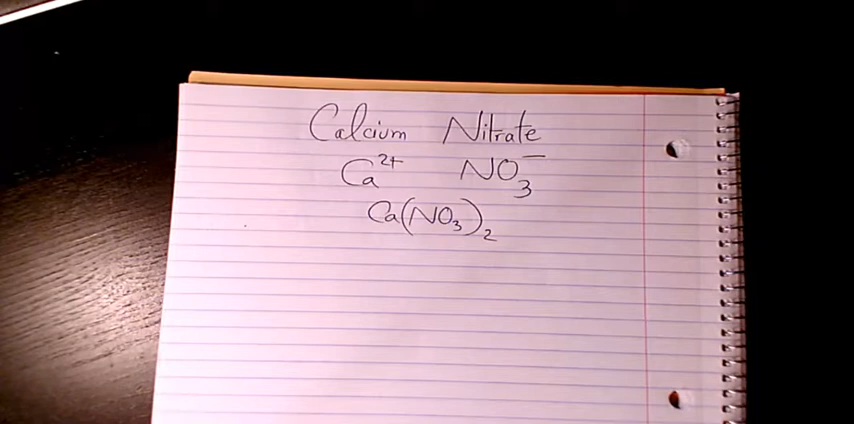 Calcium Nitrate
Ca²⁺ NO₃⁻
Ca(NO₃)₂